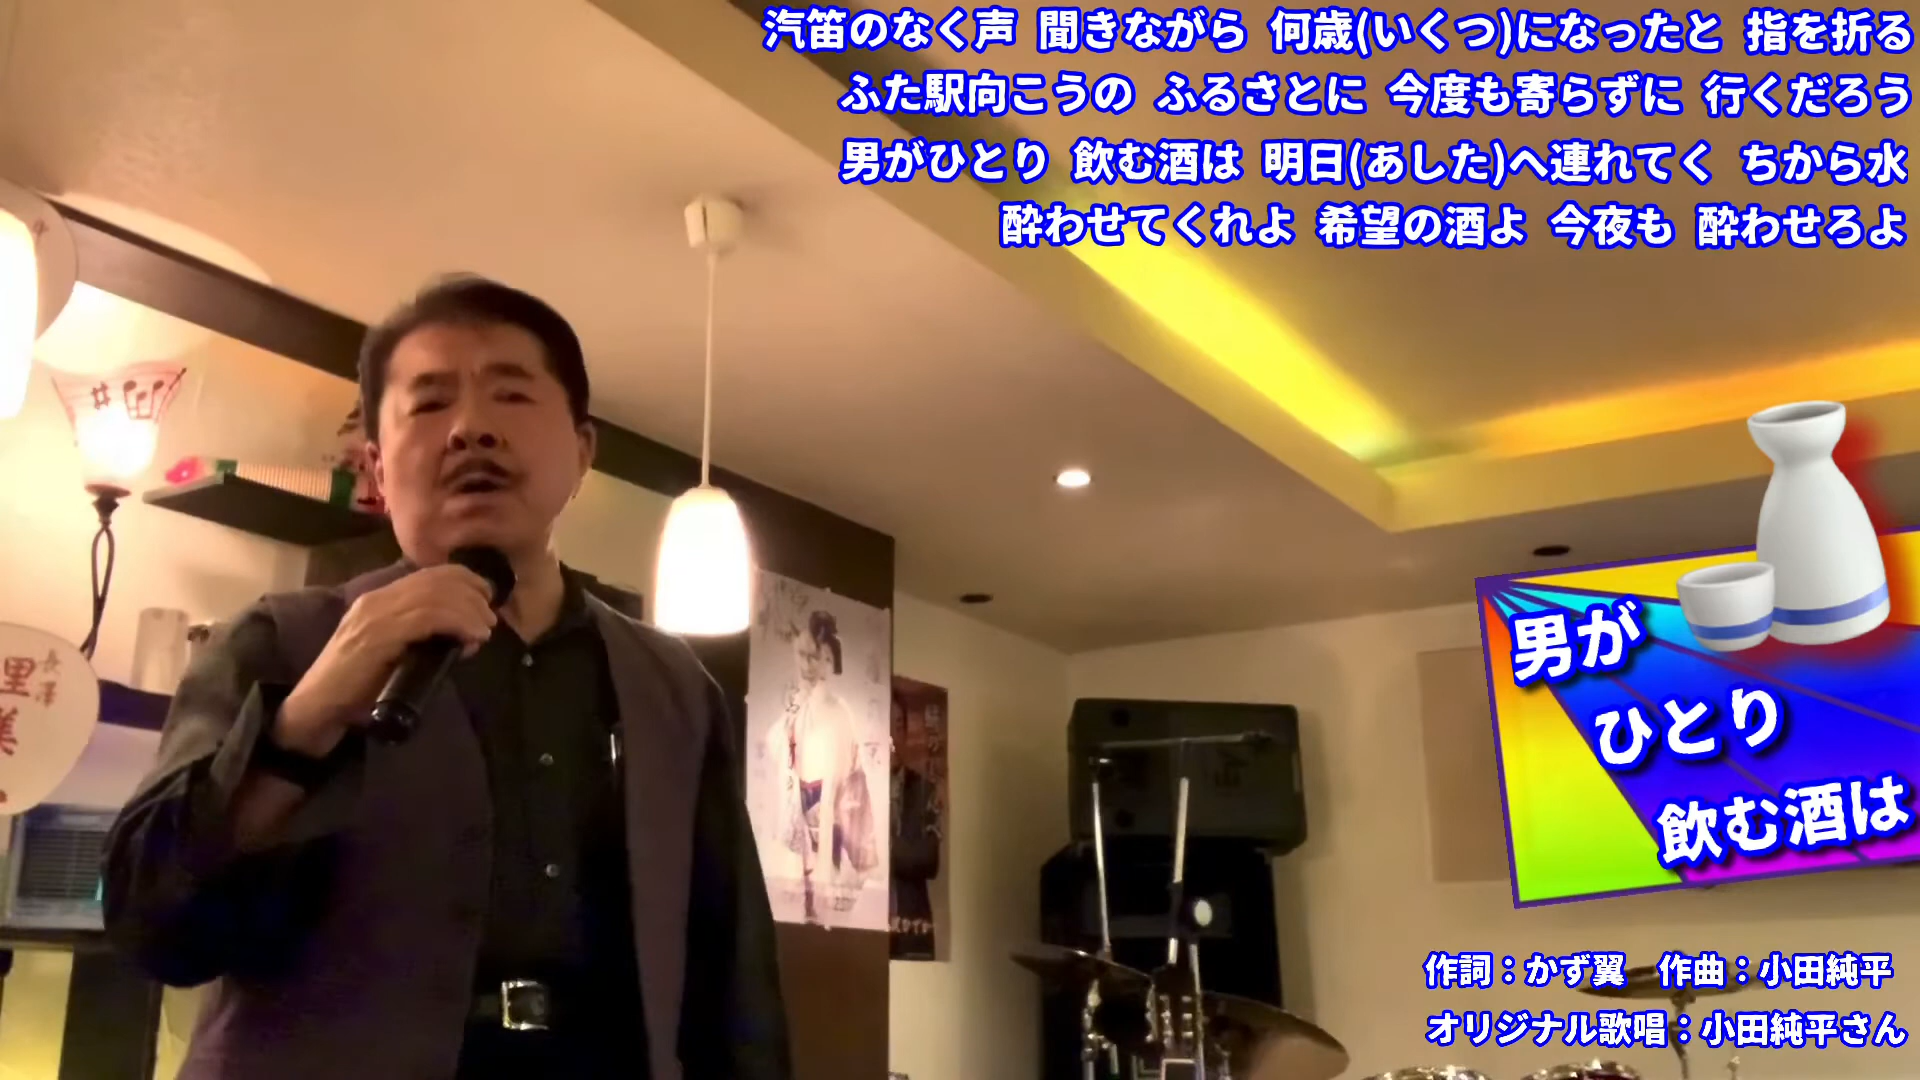 汽笛のなく声 聞きながら 何歳(いくつ)になったと 指を折る
ふた駅向こうの ふるさとに 今度も寄らずに 行くだろう
男がひとり 飲む酒は 明日(あした)へ連れてく ちから水
酔わせてくれよ 希望の酒よ 今夜も 酔わせろよ
男が
ひとり
飲む酒は
長澤
里美
作詞：かず翼 作曲：小田純平
オリジナル歌唱：小田純平さん